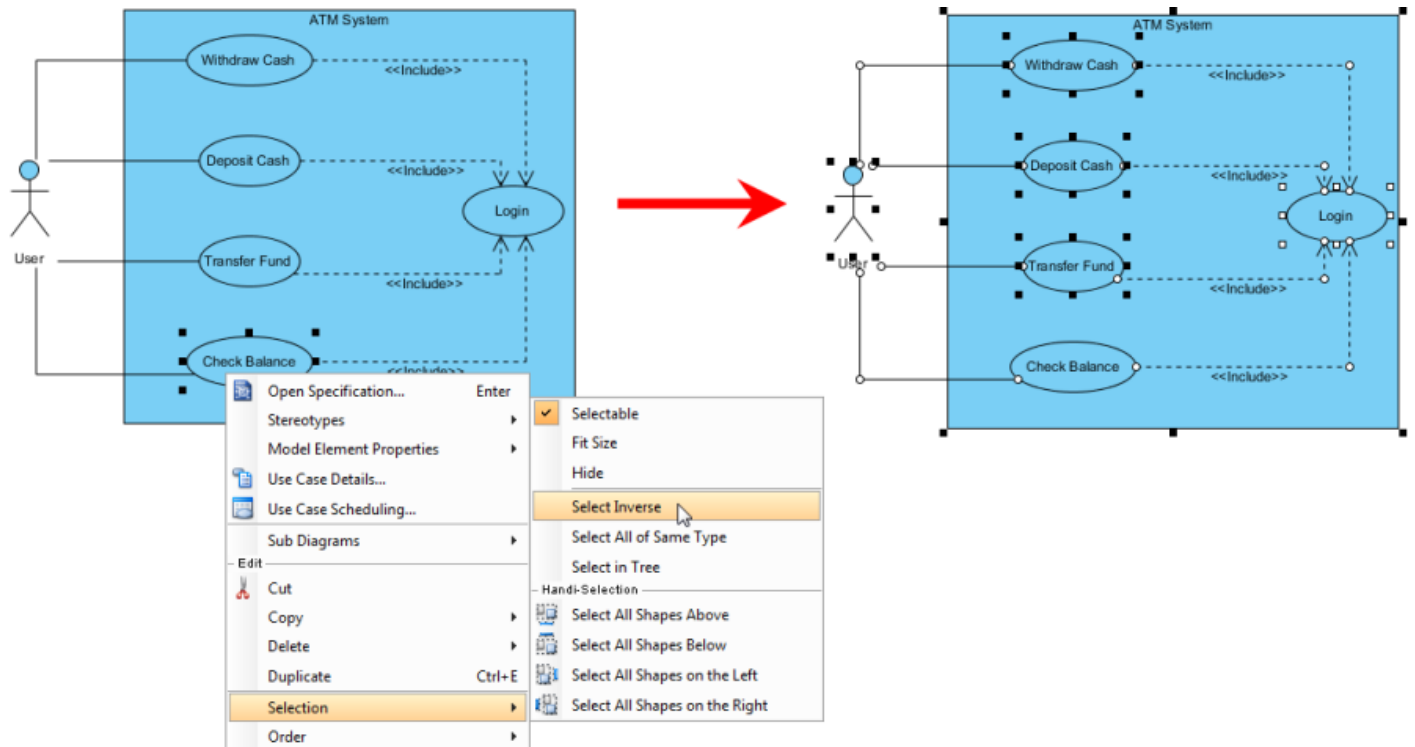 ATM System
Withdraw Cash
<<Include>>
Deposit Cash
<<Include>>
Login
User
Transfer Fund
<<Include>>
Check Balance
<<Include>>
Open Specification... Enter
Stereotypes
Model Element Properties
Use Case Details...
Use Case Scheduling...
Sub Diagrams
Edit
Cut
Copy
Delete
Duplicate Ctrl+E
Selection
Order
Selectable
Fit Size
Hide
Select Inverse
Select All of Same Type
Select in Tree
Handi-Selection
Select All Shapes Above
Select All Shapes Below
Select All Shapes on the Left
Select All Shapes on the Right
ATM System
Withdraw Cash
<<Include>>
Deposit Cash
<<Include>>
Login
User
Transfer Fund
<<Include>>
Check Balance
<<Include>>